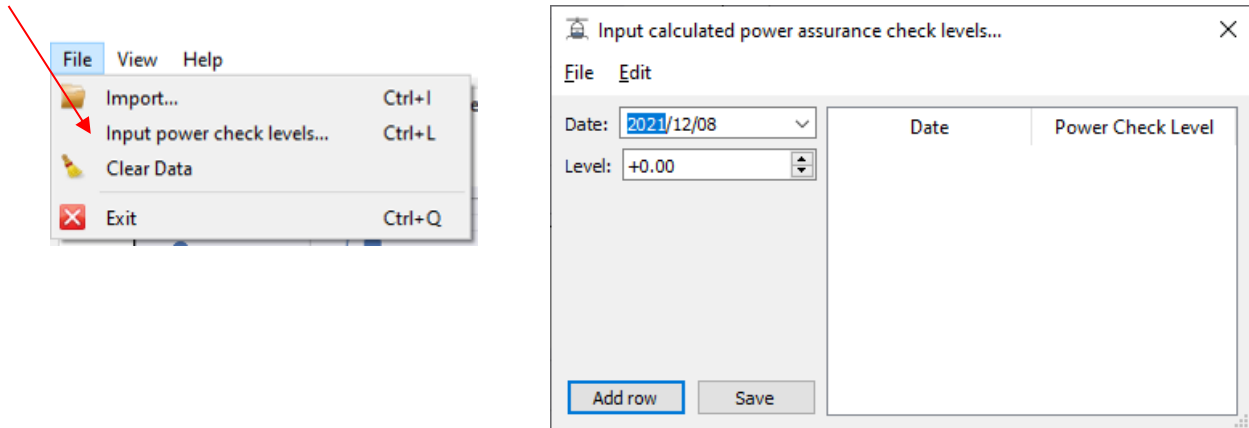 File View Help
Import... Ctrl+I
Input power check levels... Ctrl+L
Clear Data
Exit Ctrl+Q
Input calculated power assurance check levels...
File Edit
Date: 2021/12/08
Level: +0.00
Add row Save
Date Power Check Level